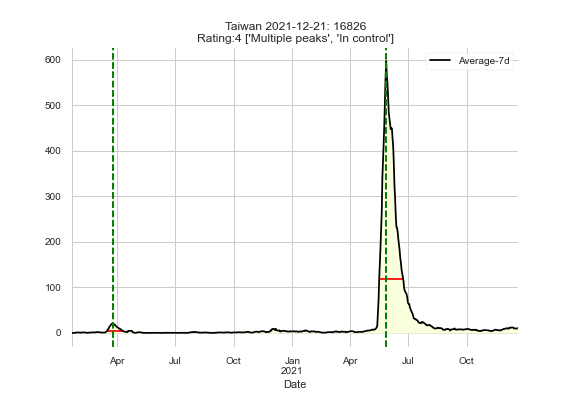 Taiwan 2021-12-21: 16826
Rating:4 ['Multiple peaks', 'In control']
Average-7d
600
500
400
300
200
100
0
Apr
Jul
Oct
Jan
2021
Apr
Jul
Oct
Date